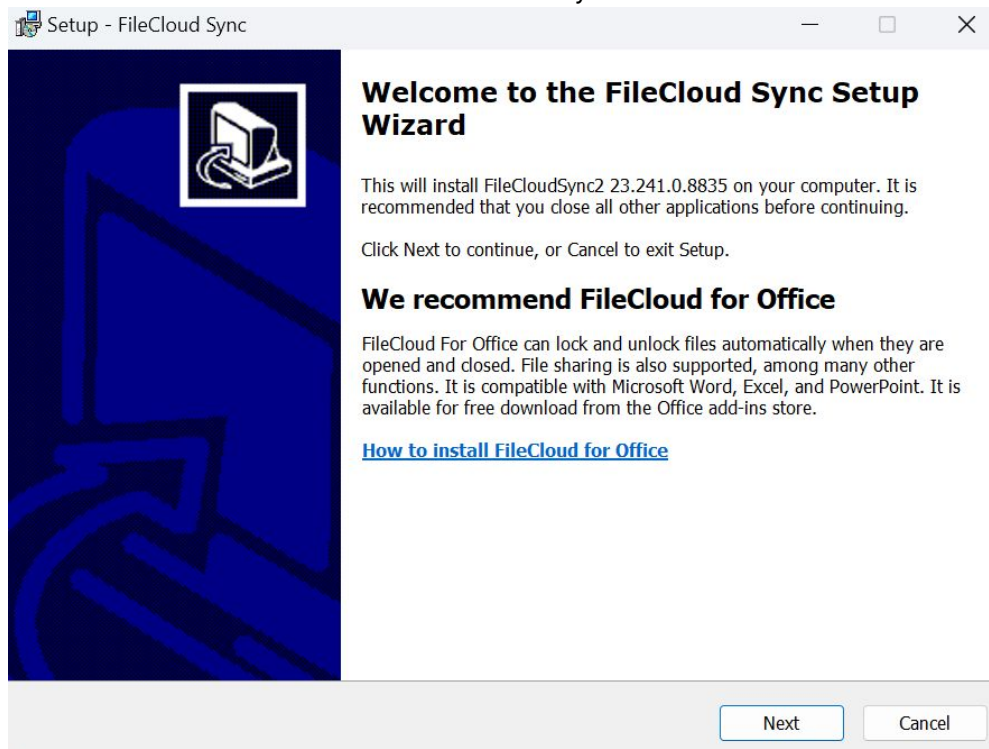 Setup - FileCloud Sync
Welcome to the FileCloud Sync Setup
Wizard
This will install FileCloudSync2 23.241.0.8835 on your computer. It is
recommended that you close all other applications before continuing.
Click Next to continue, or Cancel to exit Setup.
We recommend FileCloud for Office
FileCloud For Office can lock and unlock files automatically when they are
opened and closed. File sharing is also supported, among many other
functions. It is compatible with Microsoft Word, Excel, and PowerPoint. It is
available for free download from the Office add-ins store.
How to install FileCloud for Office
Next
Cancel